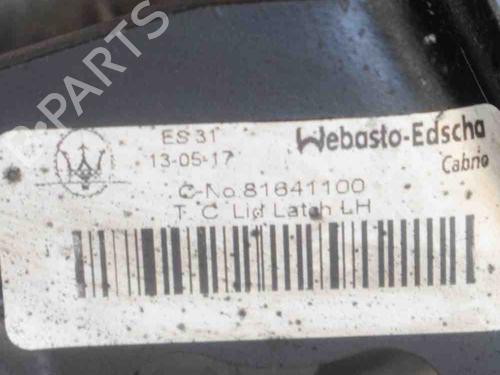 B-PARTS
ES 31
13-05-17
Webasto-Edscha
Cabrio
C-No.81641100
T. C. Lid Latch LH